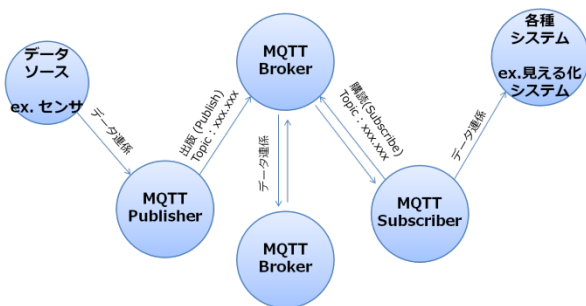 データ
ソース
ex. センサ
データ連係
MQTT
Publisher
出版 (Publish)
Topic：xxx.xxx
MQTT
Broker
データ連係
MQTT
Broker
購読(Subscribe)
Topic：xxx.xxx
MQTT
Subscriber
データ連係
各種
システム
ex.見える化
システム